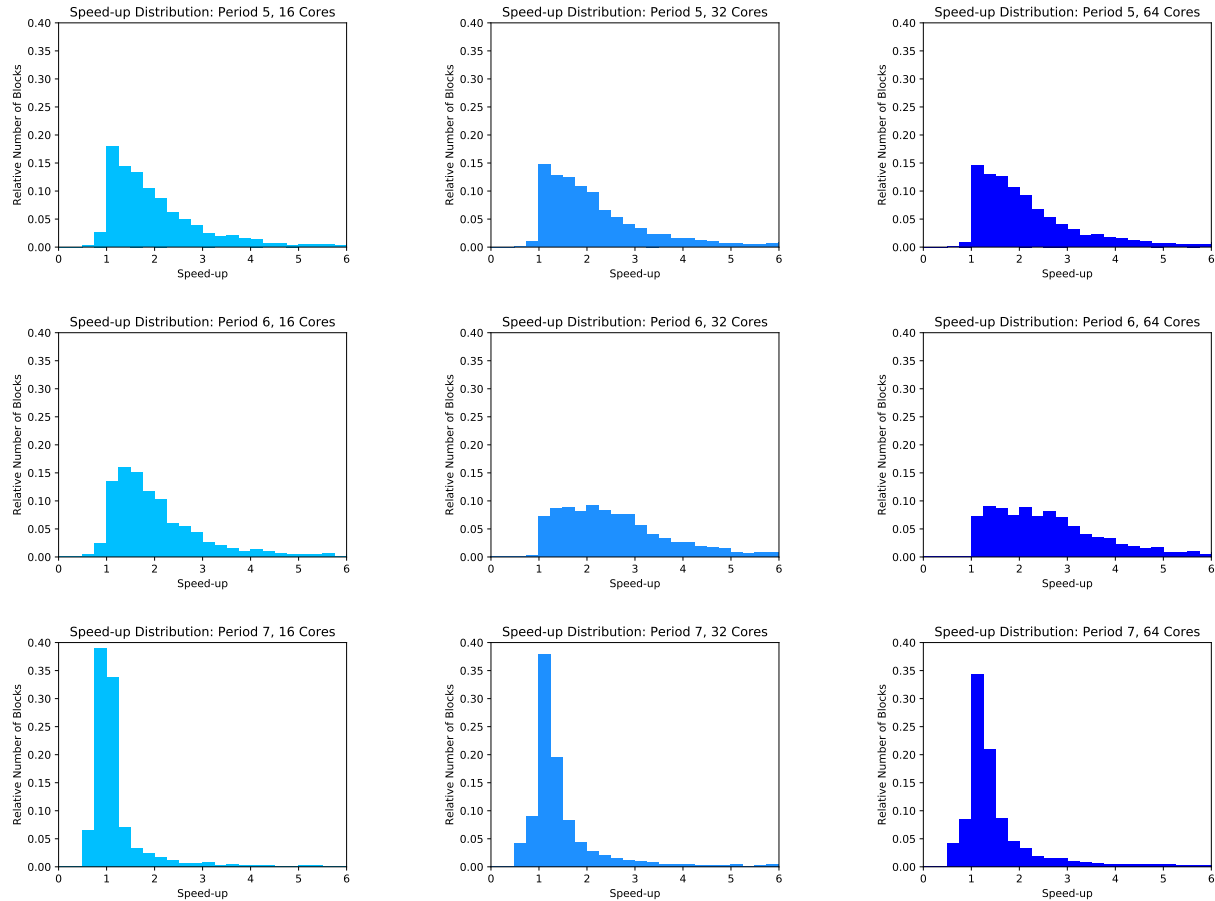 Speed-up Distribution: Period 5, 16 Cores
0.40
0.35
0.30
0.25
0.20
0.15
0.10
0.05
0.00
Relative Number of Blocks
0 1 2 3 4 5 6
Speed-up
Speed-up Distribution: Period 5, 32 Cores
0.40
0.35
0.30
0.25
0.20
0.15
0.10
0.05
0.00
Relative Number of Blocks
0 1 2 3 4 5 6
Speed-up
Speed-up Distribution: Period 5, 64 Cores
0.40
0.35
0.30
0.25
0.20
0.15
0.10
0.05
0.00
Relative Number of Blocks
0 1 2 3 4 5 6
Speed-up
Speed-up Distribution: Period 6, 16 Cores
0.40
0.35
0.30
0.25
0.20
0.15
0.10
0.05
0.00
Relative Number of Blocks
0 1 2 3 4 5 6
Speed-up
Speed-up Distribution: Period 6, 32 Cores
0.40
0.35
0.30
0.25
0.20
0.15
0.10
0.05
0.00
Relative Number of Blocks
0 1 2 3 4 5 6
Speed-up
Speed-up Distribution: Period 6, 64 Cores
0.40
0.35
0.30
0.25
0.20
0.15
0.10
0.05
0.00
Relative Number of Blocks
0 1 2 3 4 5 6
Speed-up
Speed-up Distribution: Period 7, 16 Cores
0.40
0.35
0.30
0.25
0.20
0.15
0.10
0.05
0.00
Relative Number of Blocks
0 1 2 3 4 5 6
Speed-up
Speed-up Distribution: Period 7, 32 Cores
0.40
0.35
0.30
0.25
0.20
0.15
0.10
0.05
0.00
Relative Number of Blocks
0 1 2 3 4 5 6
Speed-up
Speed-up Distribution: Period 7, 64 Cores
0.40
0.35
0.30
0.25
0.20
0.15
0.10
0.05
0.00
Relative Number of Blocks
0 1 2 3 4 5 6
Speed-up